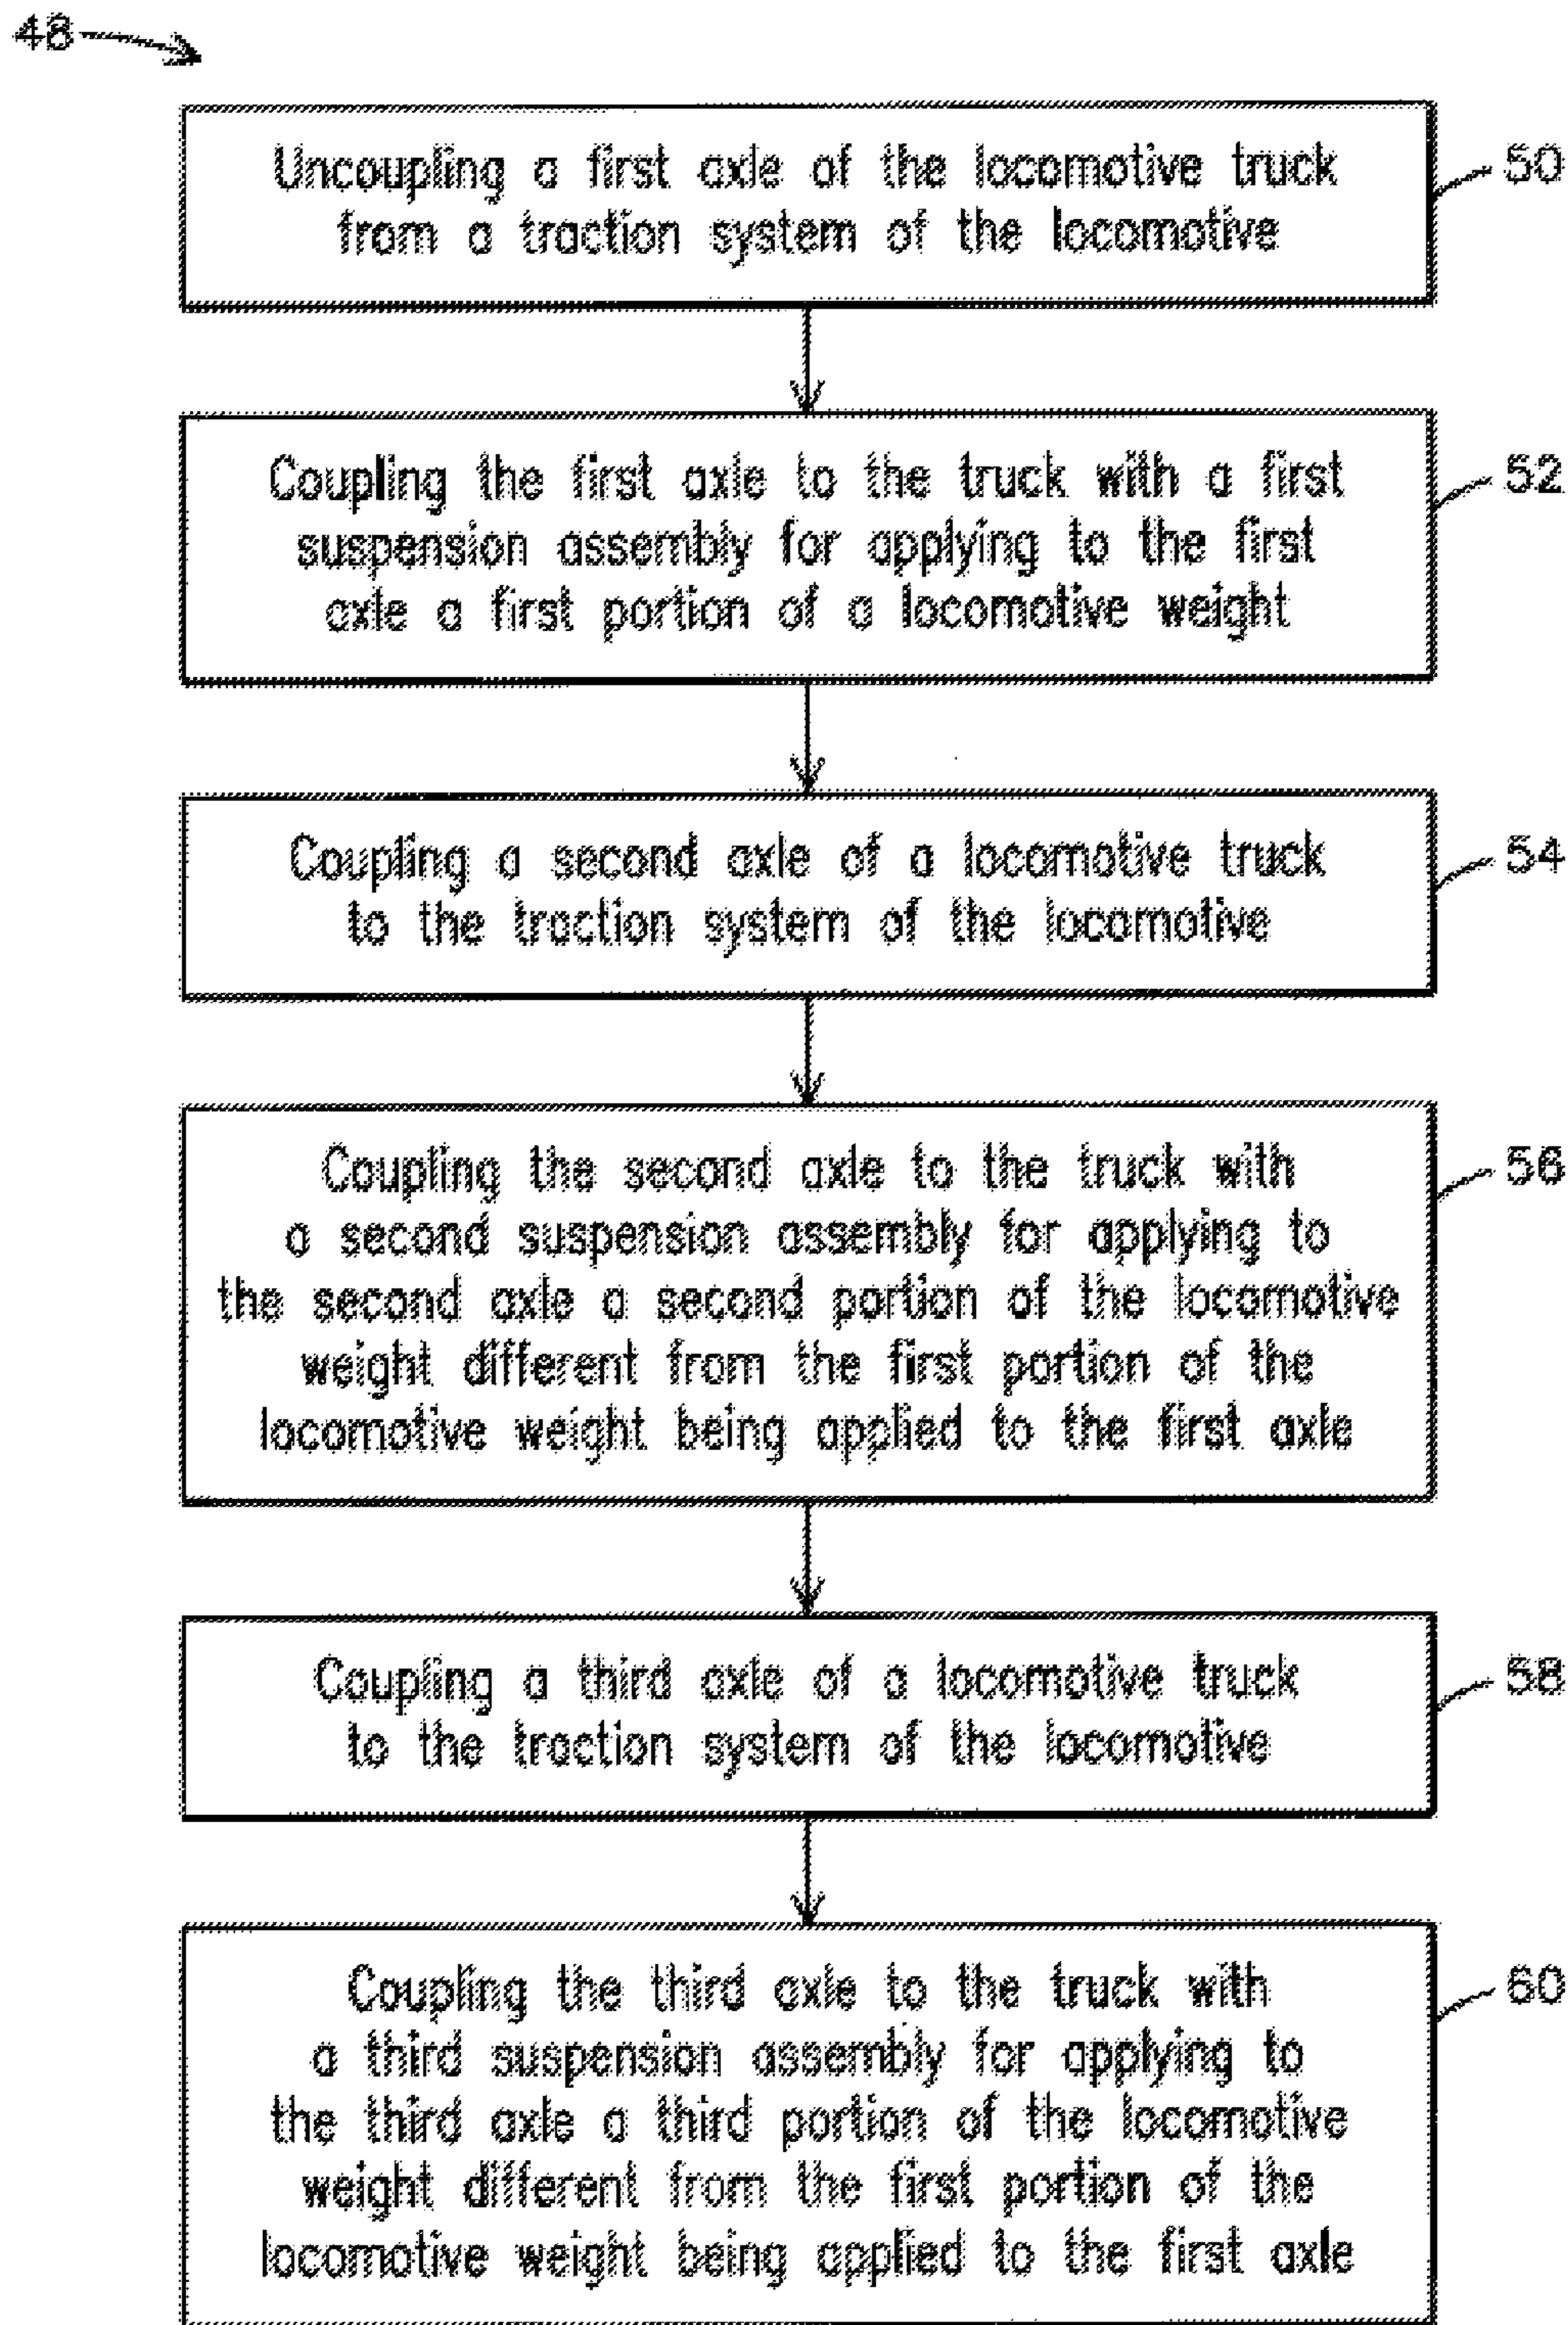 48
Uncoupling a first axle of the locomotive truck
from a traction system of the locomotive
50
Coupling the first axle to the truck with a first
suspension assembly for applying to the first
axle a first portion of a locomotive weight
52
Coupling a second axle of a locomotive truck
to the traction system of the locomotive
54
Coupling the second axle to the truck with
a second suspension assembly for applying to
the second axle a second portion of the locomotive
weight different from the first portion of the
locomotive weight being applied to the first axle
56
Coupling a third axle of a locomotive truck
to the traction system of the locomotive
58
Coupling the third axle to the truck with
a third suspension assembly for applying to
the third axle a third portion of the locomotive
weight different from the first portion of the
locomotive weight being applied to the first axle
60